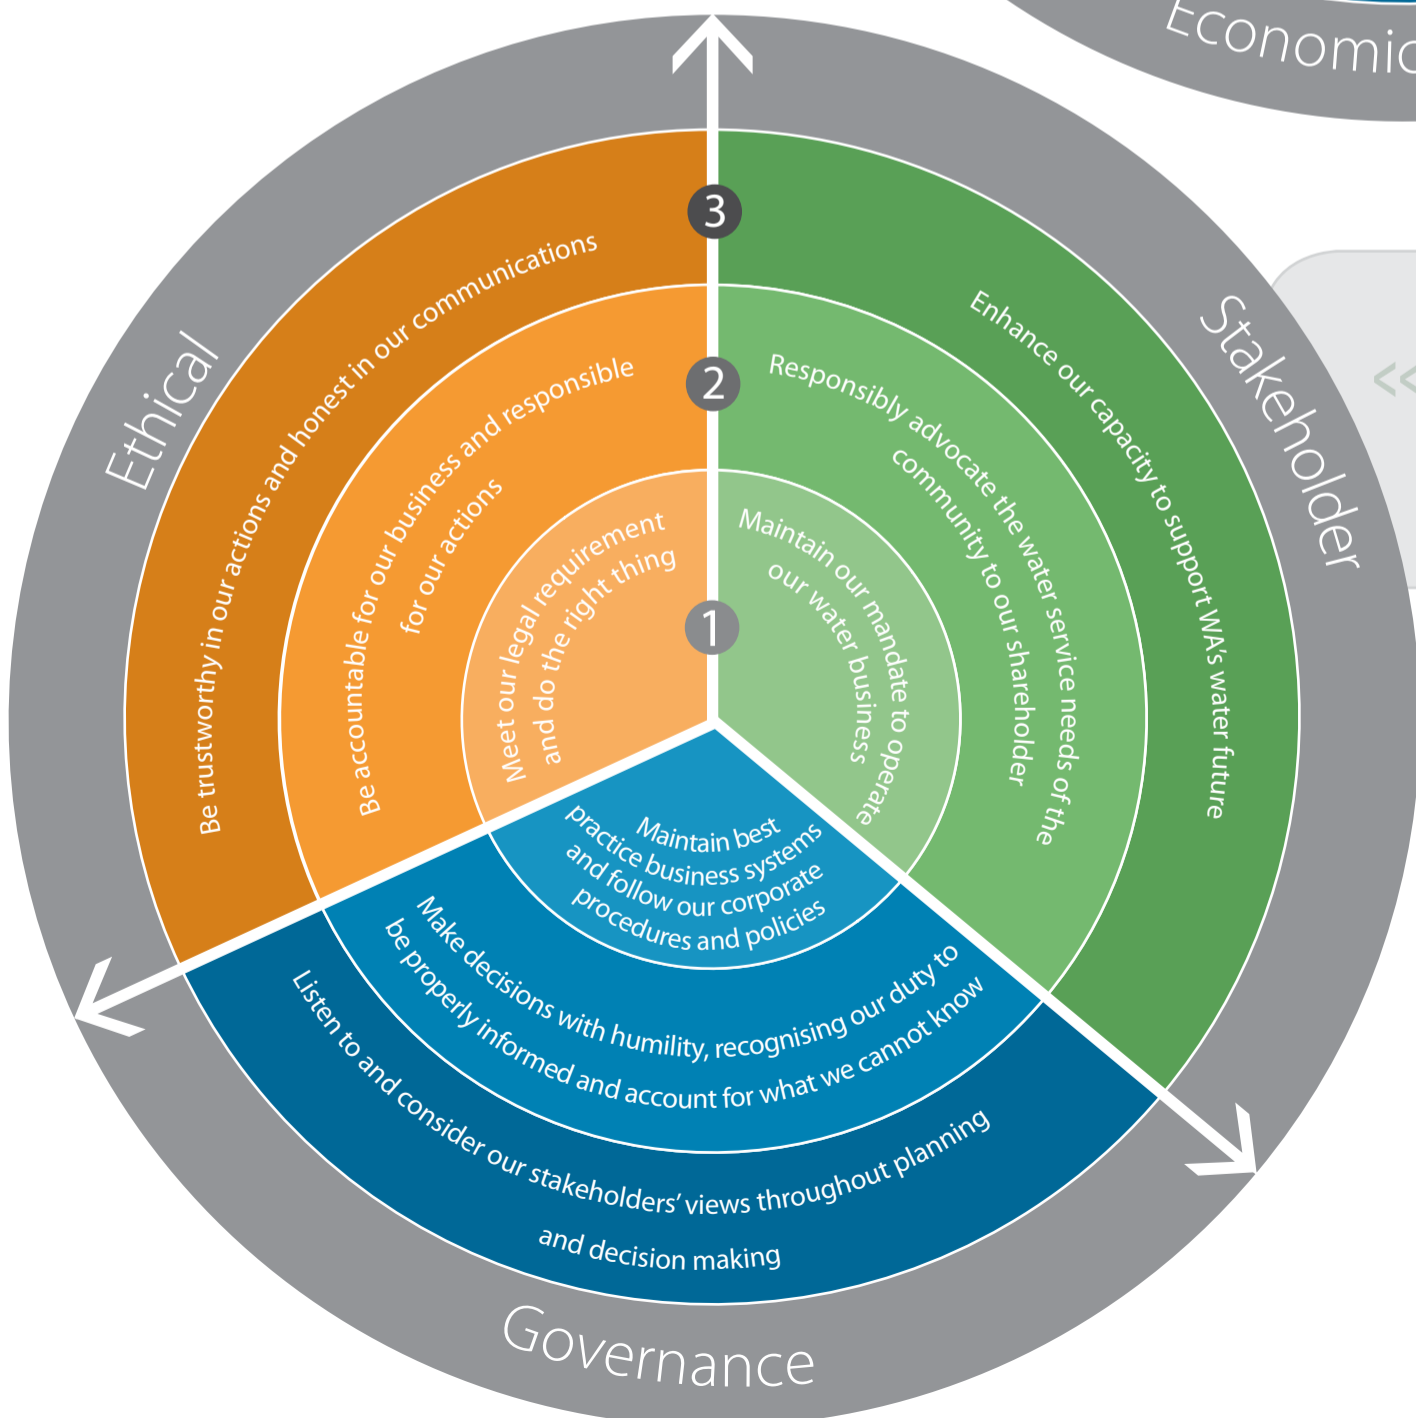 Economic
Ethical
Be trustworthy in our actions and honest in our communications
Be accountable for our business and responsible
for our actions
Meet our legal requirement
and do the right thing
3
2
1
Stakeholder
Enhance our capacity to support WA's water future
Responsibly advocate the water service needs of the
community to our shareholder
Maintain our mandate to operate
our water business
Maintain best
practice business systems
and follow our corporate
procedures and policies
Make decisions with humility, recognising our duty to
be properly informed and account for what we cannot know
Listen to and consider our stakeholders’ views throughout planning
and decision making
Governance
«